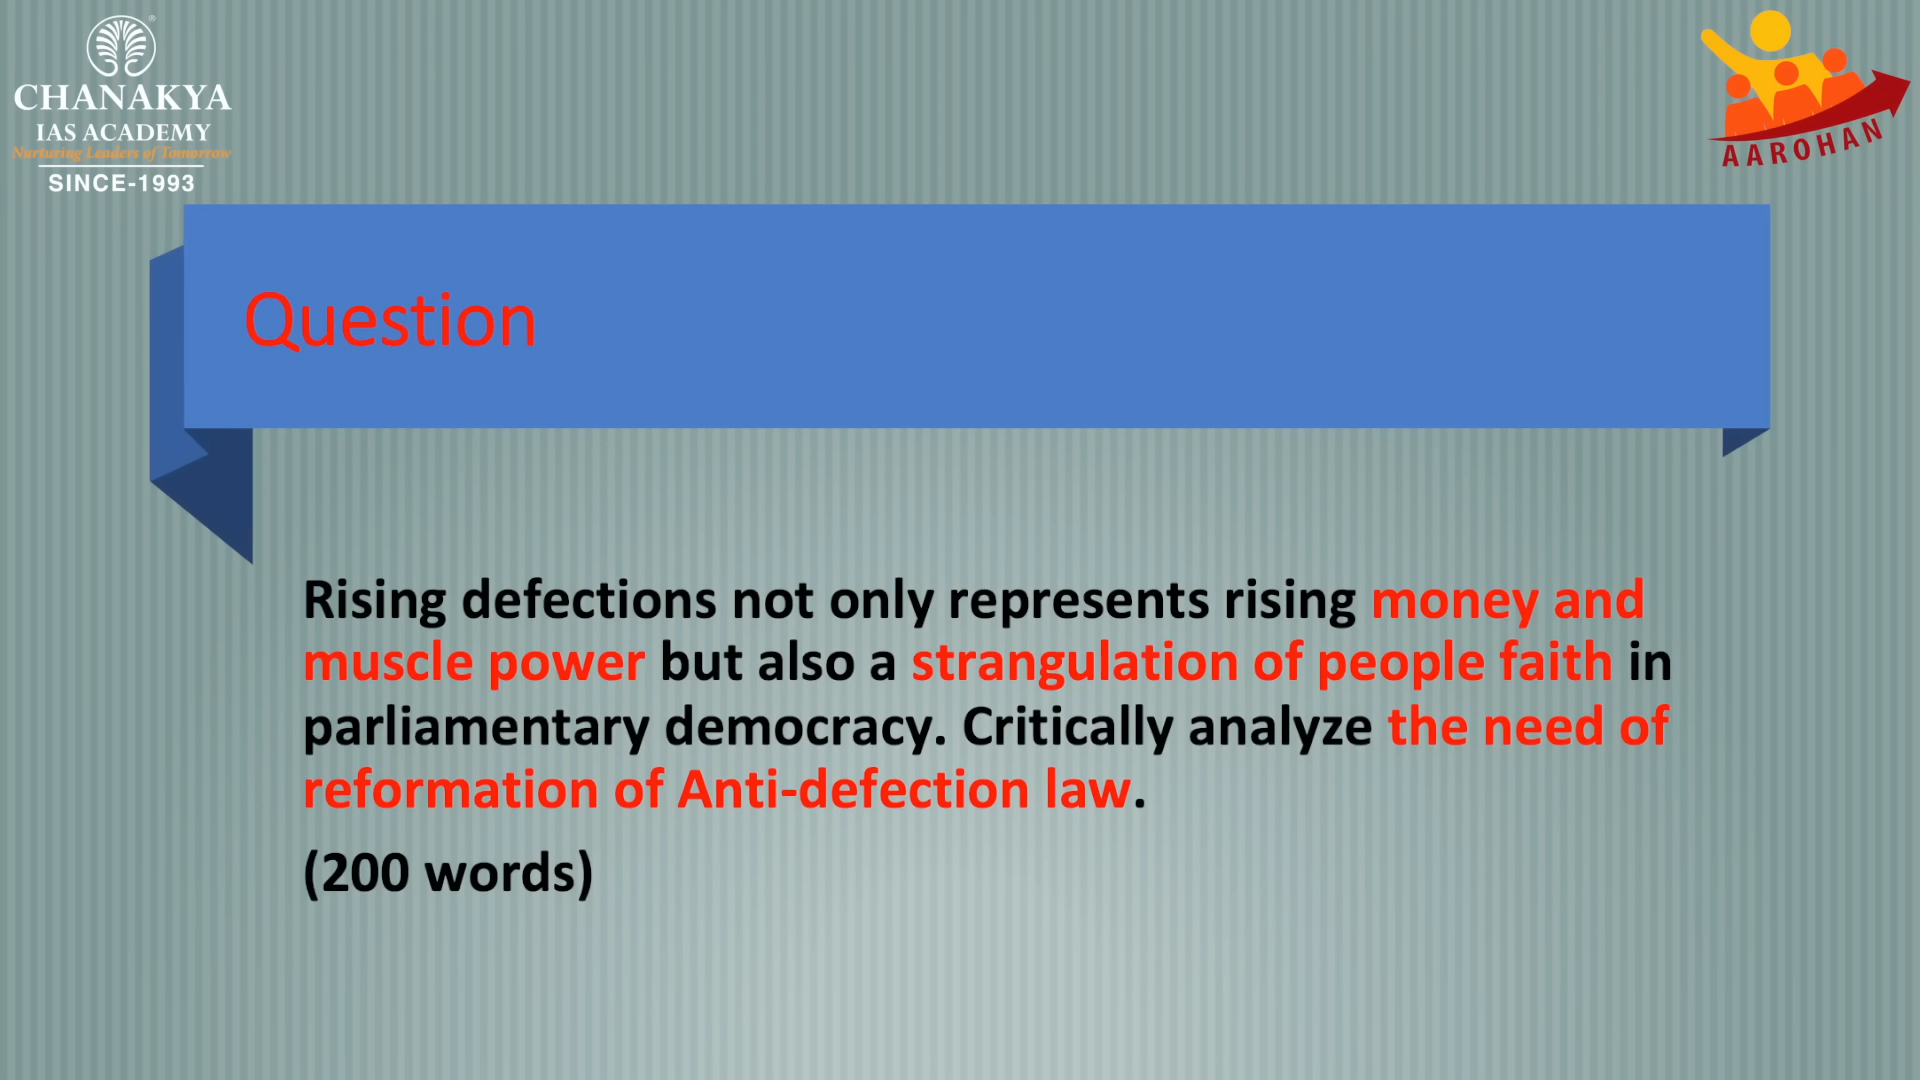 CHANAKYA
IAS ACADEMY
Nurturing Leaders of Tomorrow
SINCE-1993
AAROHAN
Question
Rising defections not only represents rising money and
muscle power but also a strangulation of people faith in
parliamentary democracy. Critically analyze the need of
reformation of Anti-defection law.
(200 words)